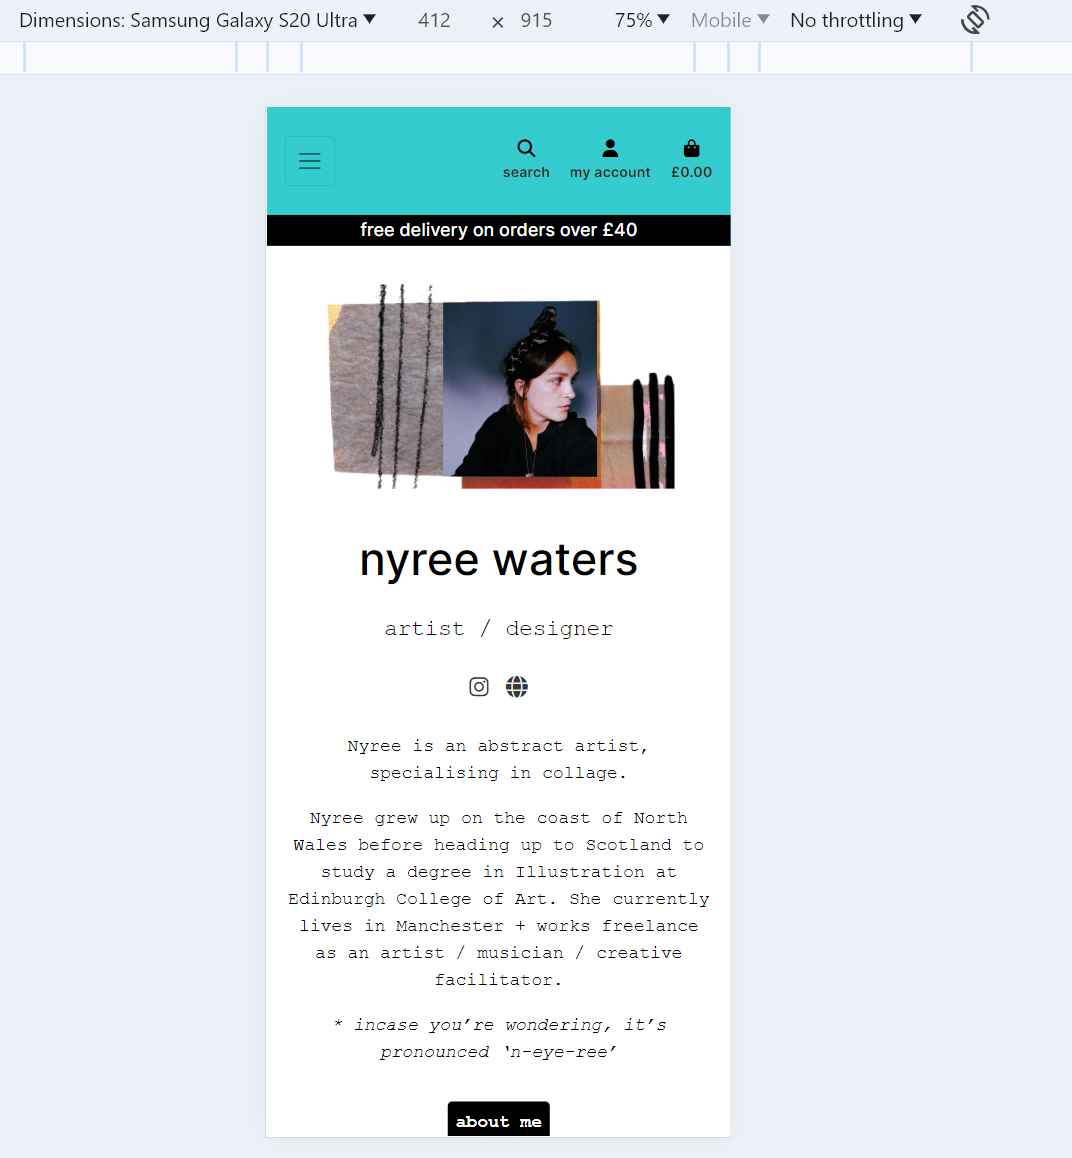 Dimensions: Samsung Galaxy S20 Ultra ▼ 412 × 915 75% ▼ Mobile ▼ No throttling ▼
search my account £0.00
free delivery on orders over £40
nyree waters
artist / designer
Nyree is an abstract artist,
specialising in collage.
Nyree grew up on the coast of North
Wales before heading up to Scotland to
study a degree in Illustration at
Edinburgh College of Art. She currently
lives in Manchester + works freelance
as an artist / musician / creative
facilitator.
* incase you’re wondering, it’s
pronounced ‘n-eye-ree’
about me